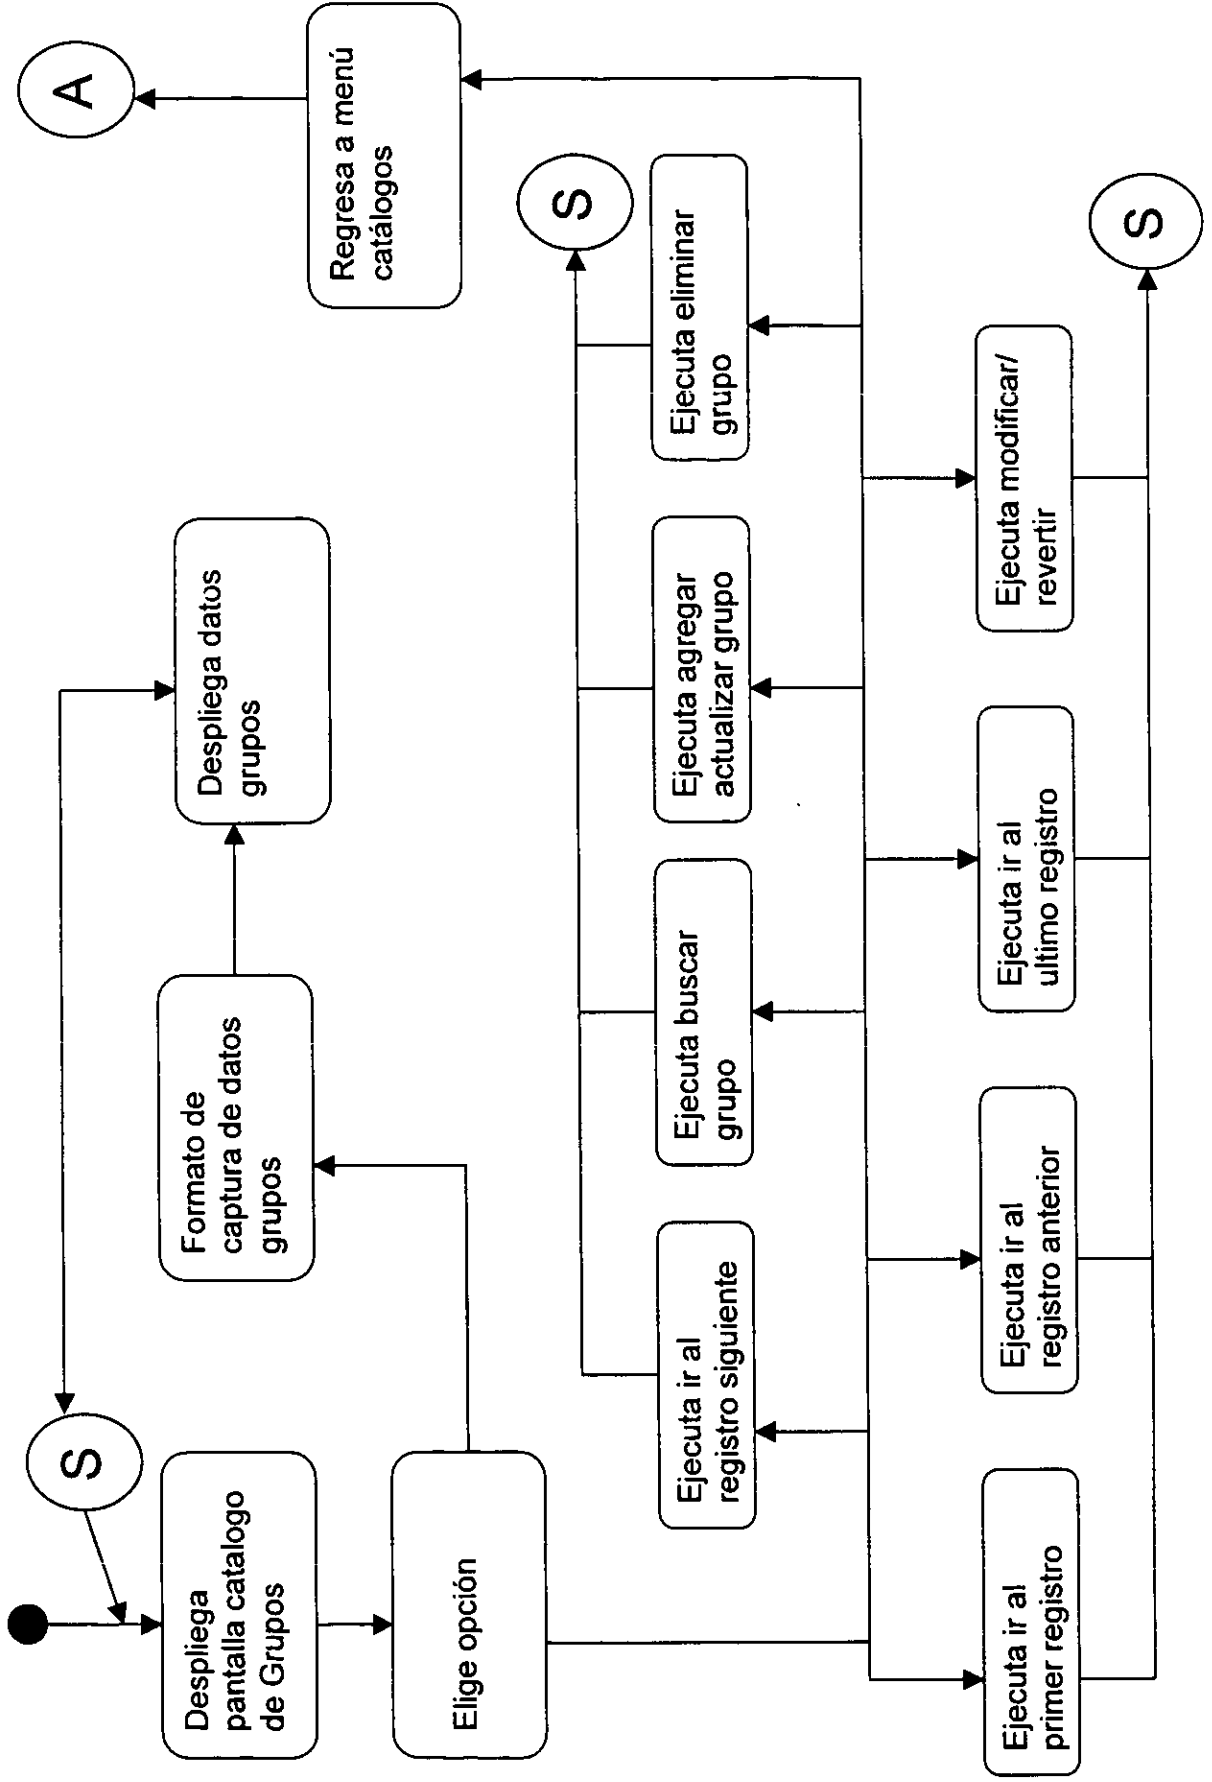 S
A
Despliega
pantalla catalogo
de Grupos
Formato de
captura de datos
grupos
Despliega datos
grupos
Regresa a menú
catálogos
Elige opción
S
Ejecuta ir al
registro siguiente
Ejecuta buscar
grupo
Ejecuta agregar
actualizar grupo
Ejecuta eliminar
grupo
Ejecuta ir al
primer registro
Ejecuta ir al
registro anterior
Ejecuta ir al
ultimo registro
Ejecuta modificar/
revertir
S